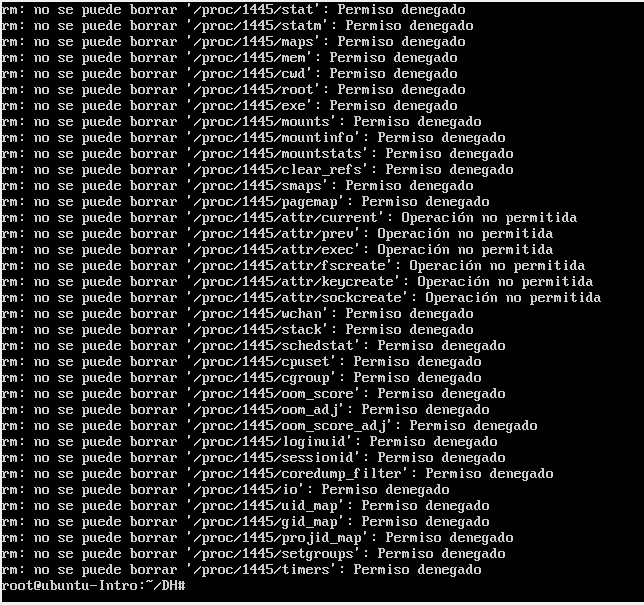 rm: no se puede borrar '/proc/1445/stat': Permiso denegado
rm: no se puede borrar '/proc/1445/statm': Permiso denegado
rm: no se puede borrar '/proc/1445/maps': Permiso denegado
rm: no se puede borrar '/proc/1445/mem': Permiso denegado
rm: no se puede borrar '/proc/1445/cwd': Permiso denegado
rm: no se puede borrar '/proc/1445/root': Permiso denegado
rm: no se puede borrar '/proc/1445/exe': Permiso denegado
rm: no se puede borrar '/proc/1445/mounts': Permiso denegado
rm: no se puede borrar '/proc/1445/mountinfo': Permiso denegado
rm: no se puede borrar '/proc/1445/mountstats': Permiso denegado
rm: no se puede borrar '/proc/1445/clear_refs': Permiso denegado
rm: no se puede borrar '/proc/1445/smaps': Permiso denegado
rm: no se puede borrar '/proc/1445/pagemap': Permiso denegado
rm: no se puede borrar '/proc/1445/attr/current': Operación no permitida
rm: no se puede borrar '/proc/1445/attr/prev': Operación no permitida
rm: no se puede borrar '/proc/1445/attr/exec': Operación no permitida
rm: no se puede borrar '/proc/1445/attr/fscreate': Operación no permitida
rm: no se puede borrar '/proc/1445/attr/keycreate': Operación no permitida
rm: no se puede borrar '/proc/1445/attr/sockcreate': Operación no permitida
rm: no se puede borrar '/proc/1445/wchan': Permiso denegado
rm: no se puede borrar '/proc/1445/stack': Permiso denegado
rm: no se puede borrar '/proc/1445/schedstat': Permiso denegado
rm: no se puede borrar '/proc/1445/cpuset': Permiso denegado
rm: no se puede borrar '/proc/1445/cgroup': Permiso denegado
rm: no se puede borrar '/proc/1445/oom_score': Permiso denegado
rm: no se puede borrar '/proc/1445/oom_adj': Permiso denegado
rm: no se puede borrar '/proc/1445/oom_score_adj': Permiso denegado
rm: no se puede borrar '/proc/1445/loginuid': Permiso denegado
rm: no se puede borrar '/proc/1445/sessionid': Permiso denegado
rm: no se puede borrar '/proc/1445/coredump_filter': Permiso denegado
rm: no se puede borrar '/proc/1445/io': Permiso denegado
rm: no se puede borrar '/proc/1445/uid_map': Permiso denegado
rm: no se puede borrar '/proc/1445/gid_map': Permiso denegado
rm: no se puede borrar '/proc/1445/projid_map': Permiso denegado
rm: no se puede borrar '/proc/1445/setgroups': Permiso denegado
rm: no se puede borrar '/proc/1445/timers': Permiso denegado
root@ubuntu-Intro:~/DH#